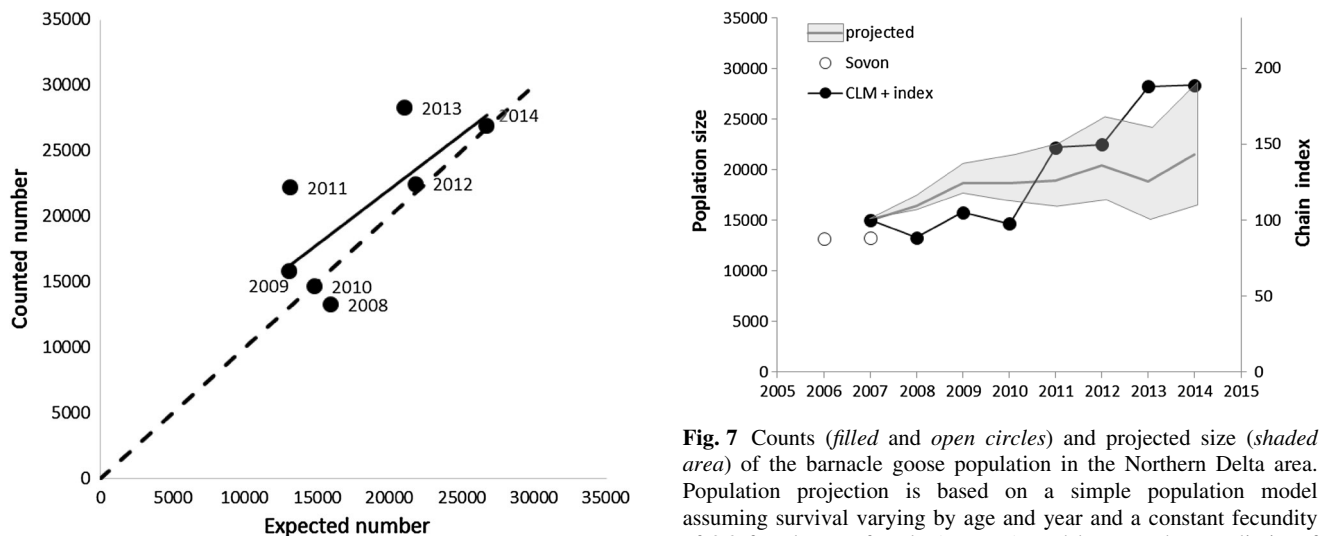 35000
30000
25000
20000
15000
10000
5000
0
Counted number
2013
2014
2011
2012
2009
2010
2008
0 5000 10000 15000 20000 25000 30000 35000
Expected number
35000
30000
25000
20000
15000
10000
5000
0
Poplation size
projected
Sovon
CLM + index
200
150
100
50
0
Chain index
2005 2006 2007 2008 2009 2010 2011 2012 2013 2014 2015
Fig. 7 Counts (filled and open circles) and projected size (shaded
area) of the barnacle goose population in the Northern Delta area.
Population projection is based on a simple population model
assuming survival varying by age and year and a constant fecundity